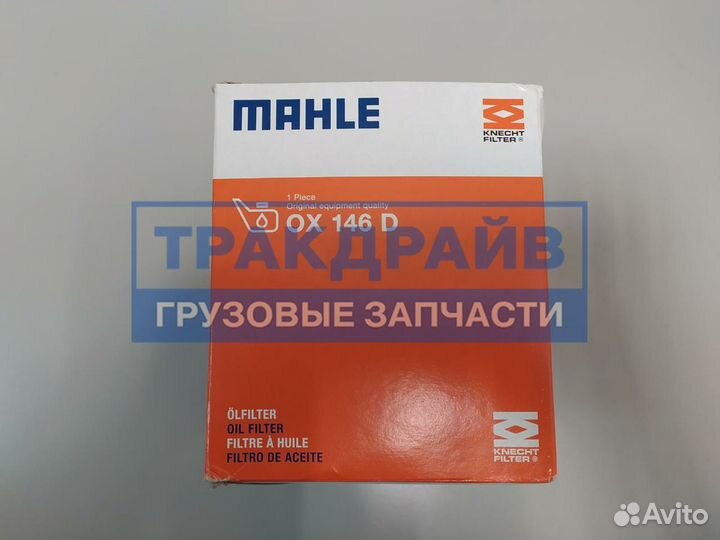 MAHLE
KNECHT
FILTER®
1 Piece
Original equipment quality
OX 146 D
ТРАКДРАЙВ
ГРУЗОВЫЕ ЗАПЧАСТИ
ÖLFILTER
OIL FILTER
FILTRE À HUILE
FILTRO DE ACEITE
KNECHT
FILTER®
Avito